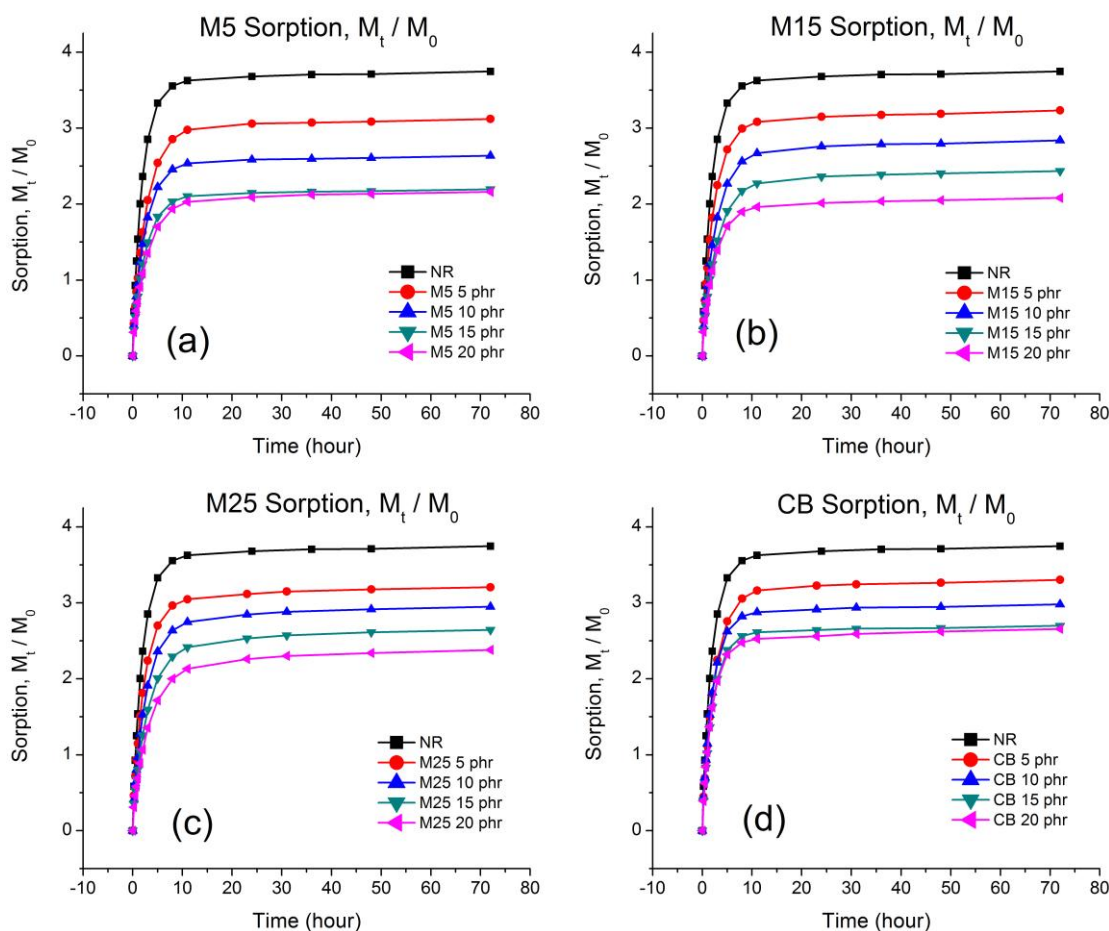 M5 Sorption, Mt / M0
Sorption, Mt / M0
4
3
2
1
0
NR
M5 5 phr
M5 10 phr
M5 15 phr
M5 20 phr
(a)
-10 0 10 20 30 40 50 60 70 80
Time (hour)
M15 Sorption, Mt / M0
Sorption, Mt / M0
4
3
2
1
0
NR
M15 5 phr
M15 10 phr
M15 15 phr
M15 20 phr
(b)
-10 0 10 20 30 40 50 60 70 80
Time (hour)
M25 Sorption, Mt / M0
Sorption, Mt / M0
4
3
2
1
0
NR
M25 5 phr
M25 10 phr
M25 15 phr
M25 20 phr
(c)
-10 0 10 20 30 40 50 60 70 80
Time (hour)
CB Sorption, Mt / M0
Sorption, Mt / M0
4
3
2
1
0
NR
CB 5 phr
CB 10 phr
CB 15 phr
CB 20 phr
(d)
-10 0 10 20 30 40 50 60 70 80
Time (hour)